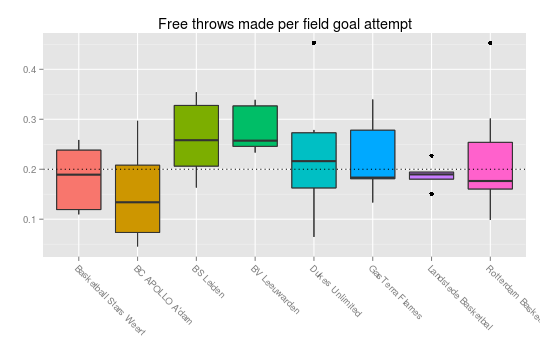 Free throws made per field goal attempt
0.4
0.3
0.2
0.1
Basketball Stars Weert
BC APOLLO A'dam
BS Leiden
BV Leeuwarden
Dukes Unlimited
GasTerra Flames
Landstede Basketbal
Rotterdam Basket